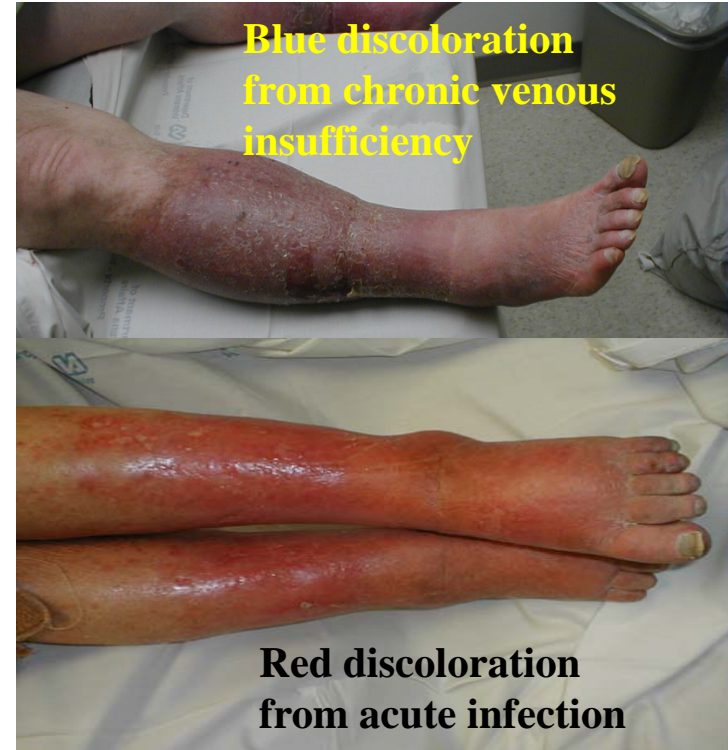 Blue discoloration
from chronic venous
insufficiency
Red discoloration
from acute infection